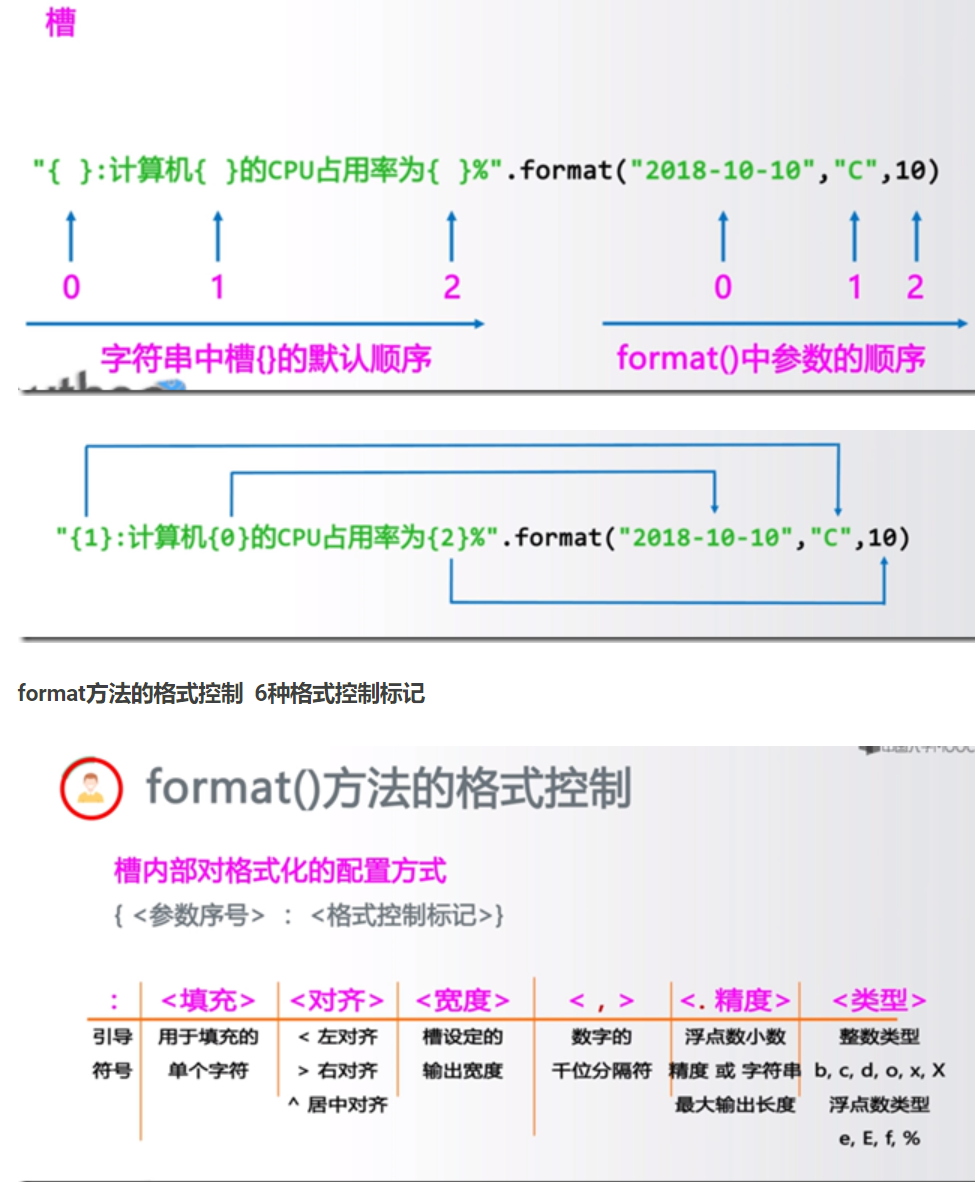 槽
"{ }:计算机{ }的CPU占用率为{ }%".format("2018-10-10","C",10)
0 1 2 0 1 2
字符串中槽{}的默认顺序 format()中参数的顺序
"{1}:计算机{0}的CPU占用率为{2}%".format("2018-10-10","C",10)
format方法的格式控制 6种格式控制标记
format()方法的格式控制
槽内部对格式化的配置方式
{ <参数序号> : <格式控制标记>}
: <填充> <对齐> <宽度> < , > <. 精度> <类型>
引导 用于填充的 < 左对齐 槽设定的 数字的 浮点数小数 整数类型
符号 单个字符 > 右对齐 输出宽度 千位分隔符 精度 或 字符串 b, c, d, o, x, X
^ 居中对齐 最大输出长度 浮点数类型
e, E, f, %